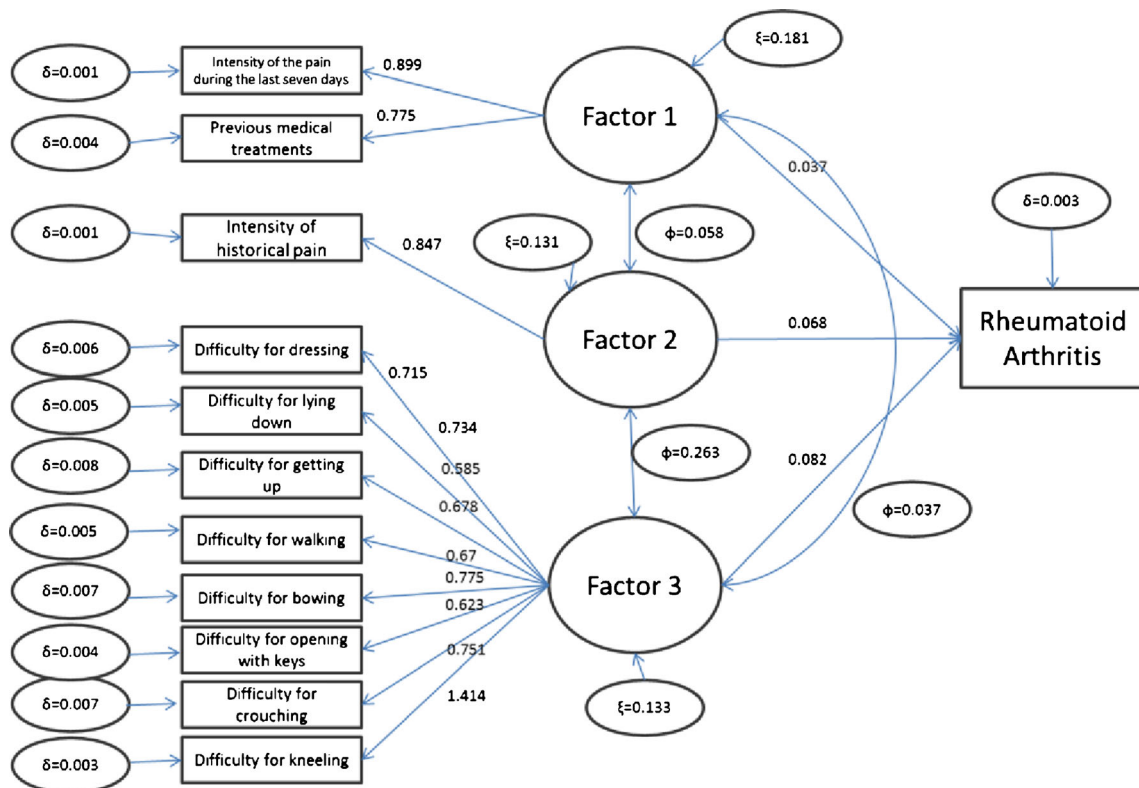 ξ=0.181
δ=0.001
Intensity of the pain
during the last seven days
0.899
Factor 1
δ=0.004
Previous medical
treatments
0.775
0.037
δ=0.003
δ=0.001
Intensity of
historical pain
0.847
ξ=0.131
ϕ=0.058
δ=0.006
Difficulty for dressing
0.715
Factor 2
0.068
Rheumatoid
Arthritis
δ=0.005
Difficulty for lying
down
0.734
δ=0.008
Difficulty for getting
up
0.585
ϕ=0.263
0.082
δ=0.005
Difficulty for walking
0.678
ϕ=0.037
0.67
δ=0.007
Difficulty for bowing
0.775
Factor 3
0.623
δ=0.004
Difficulty for opening
with keys
0.751
δ=0.007
Difficulty for
crouching
1.414
ξ=0.133
δ=0.003
Difficulty for kneeling